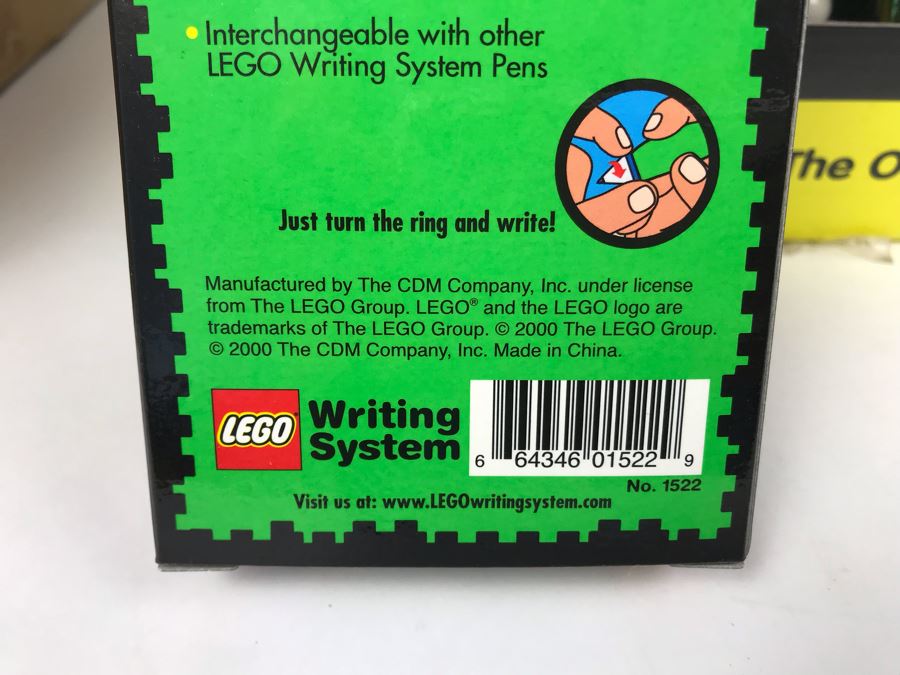 • Interchangeable with other
LEGO Writing System Pens
Just turn the ring and write!
Manufactured by The CDM Company, Inc. under license
from The LEGO Group. LEGO® and the LEGO logo are
trademarks of The LEGO Group. © 2000 The LEGO Group.
© 2000 The CDM Company, Inc. Made in China.
LEGO
Writing
System
6 64346 01522 9
No. 1522
Visit us at: www.LEGOwritingsystem.com
The